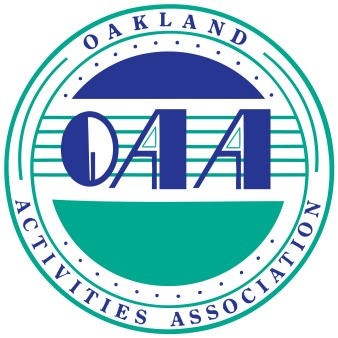 OAKLAND
OAA
ACTIVITIES ASSOCIATION